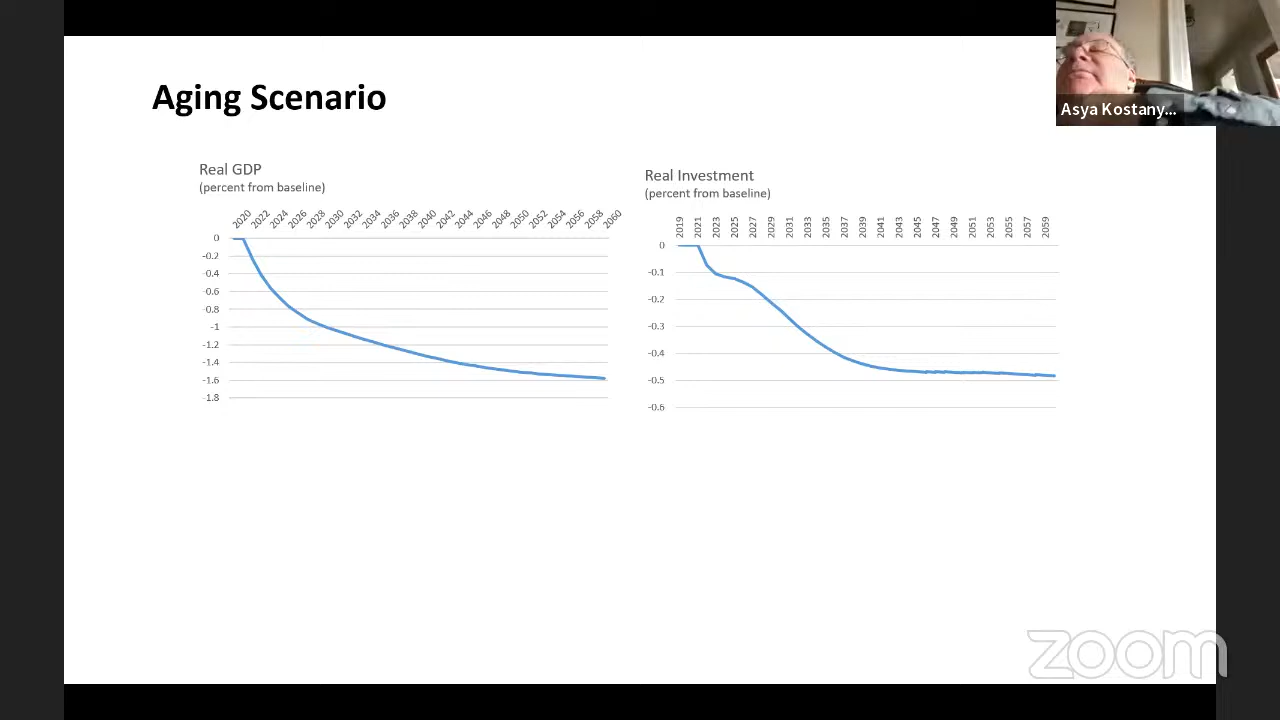 Aging Scenario
Asya Kostany...
Real GDP
(percent from baseline)
2020 2022 2024 2026 2028 2030 2032 2034 2036 2038 2040 2042 2044 2046 2048 2050 2052 2054 2056 2058 2060
0
-0.2
-0.4
-0.6
-0.8
-1
-1.2
-1.4
-1.6
-1.8
Real Investment
(percent from baseline)
2019 2021 2023 2025 2027 2029 2031 2033 2035 2037 2039 2041 2043 2045 2047 2049 2051 2053 2055 2057 2059
0
-0.1
-0.2
-0.3
-0.4
-0.5
-0.6
zoom